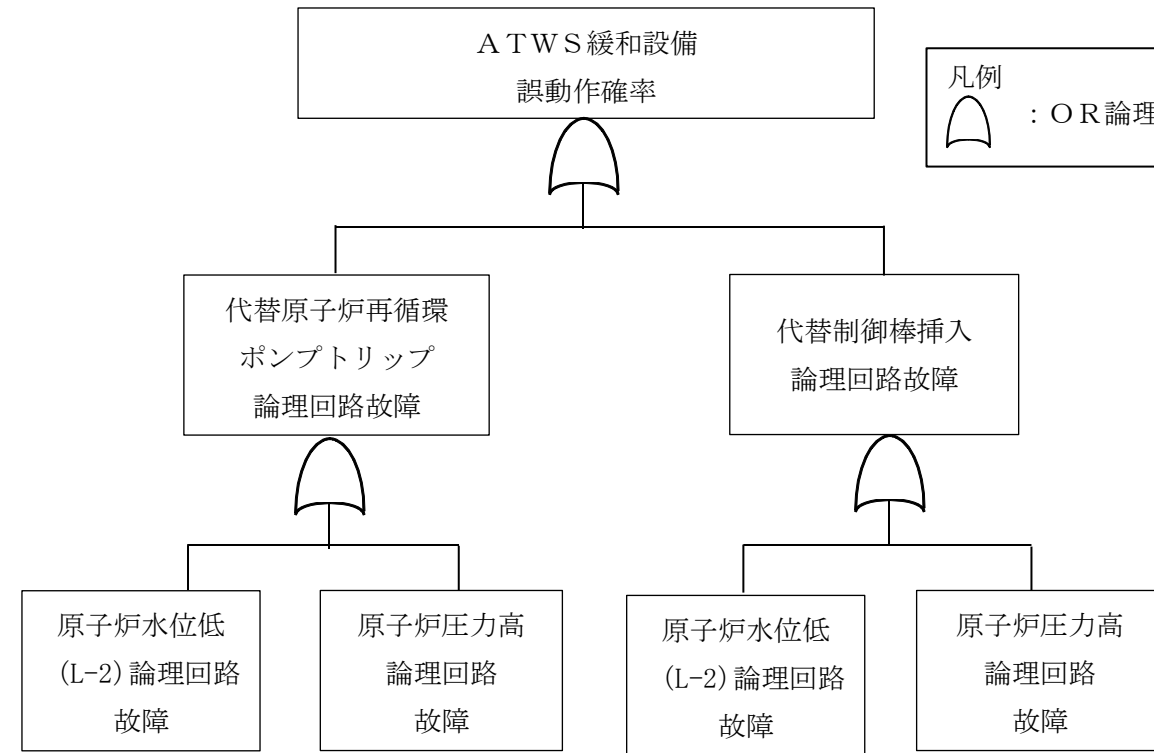 ＡＴＷＳ緩和設備
誤動作確率
凡例
：ＯＲ論理
代替原子炉再循環
ポンプトリップ
論理回路故障
代替制御棒挿入
論理回路故障
原子炉水位低
(L-2)論理回路
故障
原子炉圧力高
論理回路
故障
原子炉水位低
(L-2)論理回路
故障
原子炉圧力高
論理回路
故障